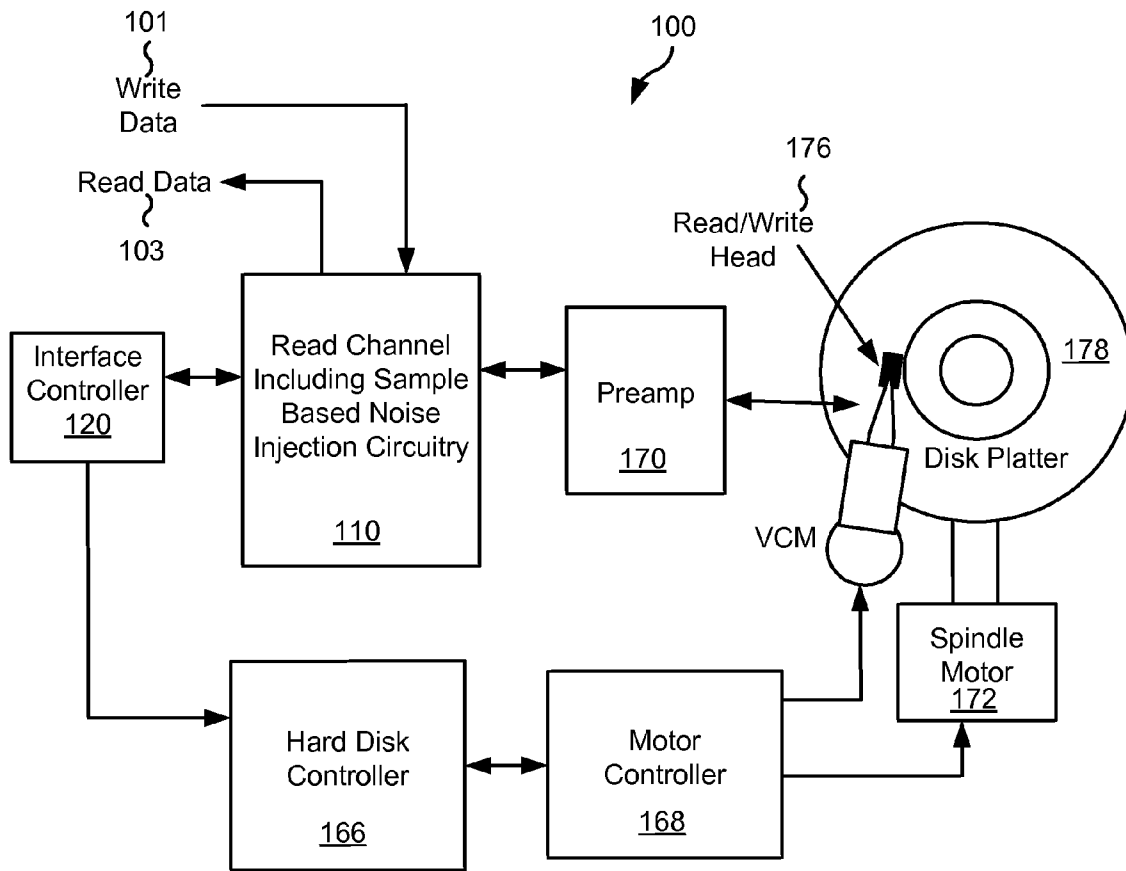 101
Write
Data
100
Read Data
103
176
Read/Write
Head
Interface
Controller
120
Read Channel
Including Sample
Based Noise
Injection Circuitry
110
Preamp
170
178
Disk Platter
VCM
Spindle
Motor
172
Hard Disk
Controller
166
Motor
Controller
168